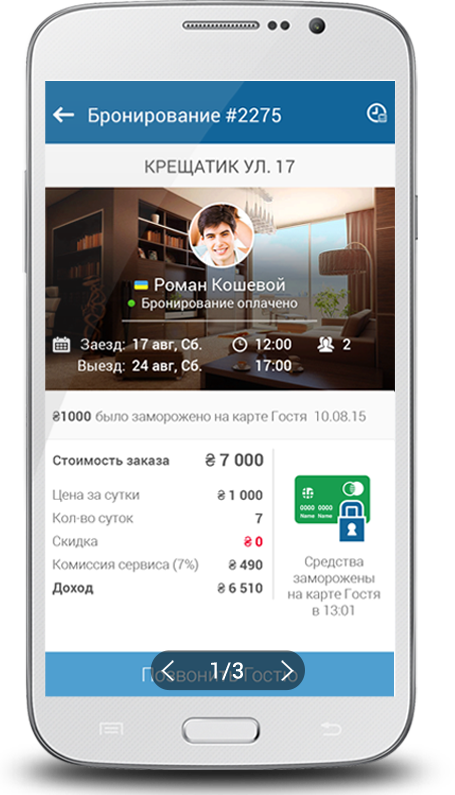 Бронирование #2275
КРЕЩАТИК УЛ. 17
Роман Кошевой
Бронирование оплачено
Заезд: 17 авг, Сб. 12:00 2
Выезд: 24 авг, Сб. 17:00
₴1000 было заморожено на карте Гостя 10.08.15
Стоимость заказа ₴ 7 000
Цена за сутки ₴ 1 000
Кол-во суток 7
Скидка ₴ 0
Комиссия сервиса (7%) ₴ 490
Доход ₴ 6 510
0000 0000
Name Name
Средства
заморожены
на карте Гостя
в 13:01
Позвонить Гостю
1/3